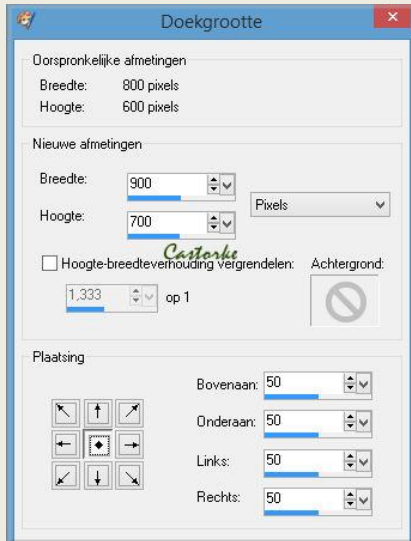 Doekgrootte
Oorspronkelijke afmetingen
Breedte: 800 pixels
Hoogte: 600 pixels
Nieuwe afmetingen
Breedte: 900
Pixels
Hoogte: 700
Castorke
Hoogte-breedteverhouding vergrendelen: Achtergrond:
1,333 op 1
Plaatsing
Bovenaan: 50
Onderaan: 50
Links: 50
Rechts: 50